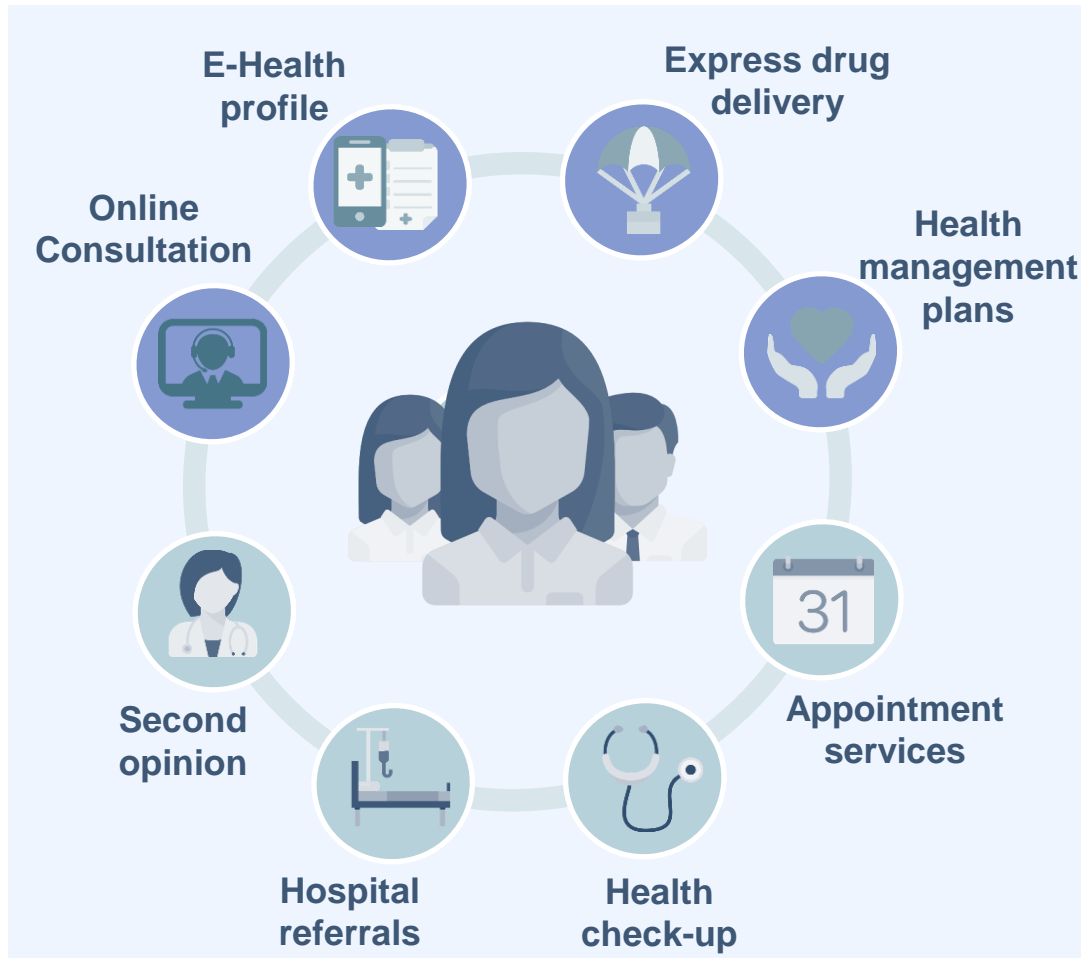 E-Health
profile
Express drug
delivery
Online
Consultation
Health
management
plans
31
Appointment
services
Second
opinion
Hospital
referrals
Health
check-up